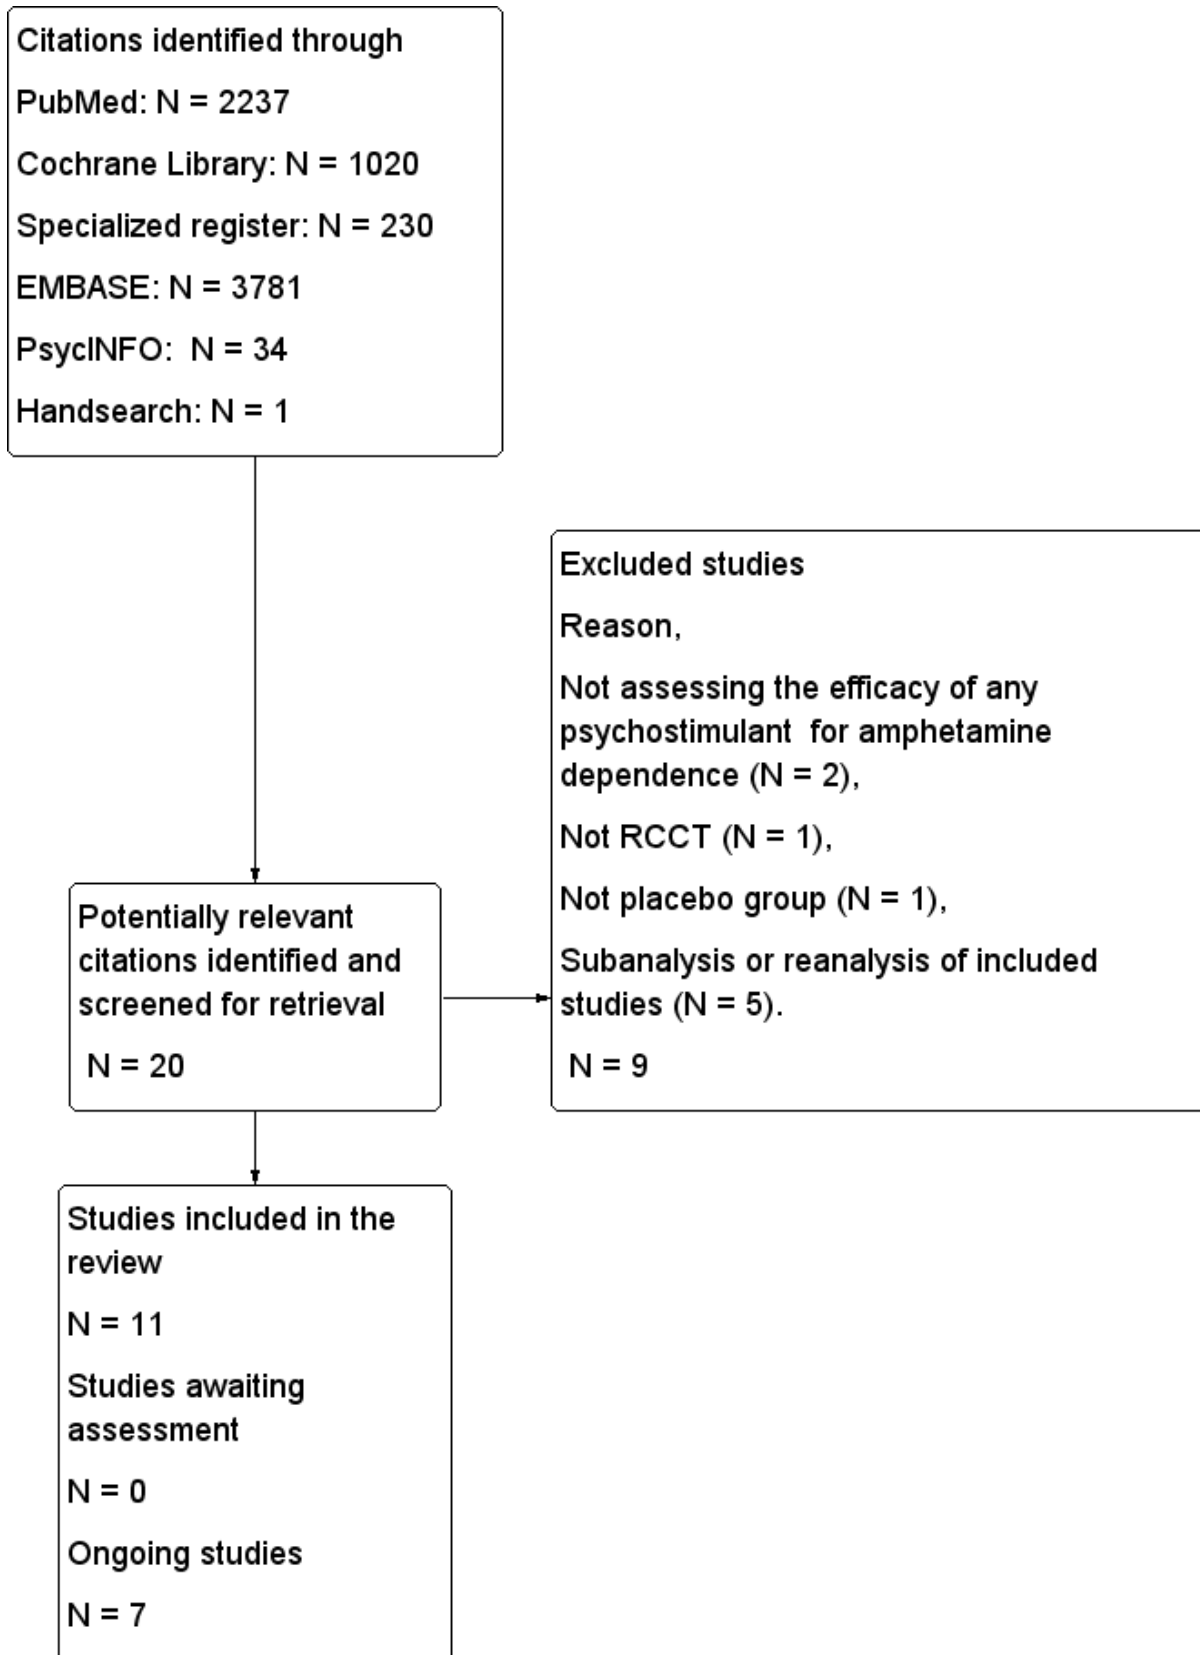 Citations identified through
PubMed: N = 2237
Cochrane Library: N = 1020
Specialized register: N = 230
EMBASE: N = 3781
PsycINFO:  N = 34
Handsearch: N = 1
Excluded studies
Reason,
Not assessing the efficacy of any
psychostimulant  for amphetamine
dependence (N = 2),
Not RCCT (N = 1),
Not placebo group (N = 1),
Subanalysis or reanalysis of included
studies (N = 5).
N = 9
Potentially relevant
citations identified and
screened for retrieval
N = 20
Studies included in the
review
N = 11
Studies awaiting
assessment
N = 0
Ongoing studies
N = 7